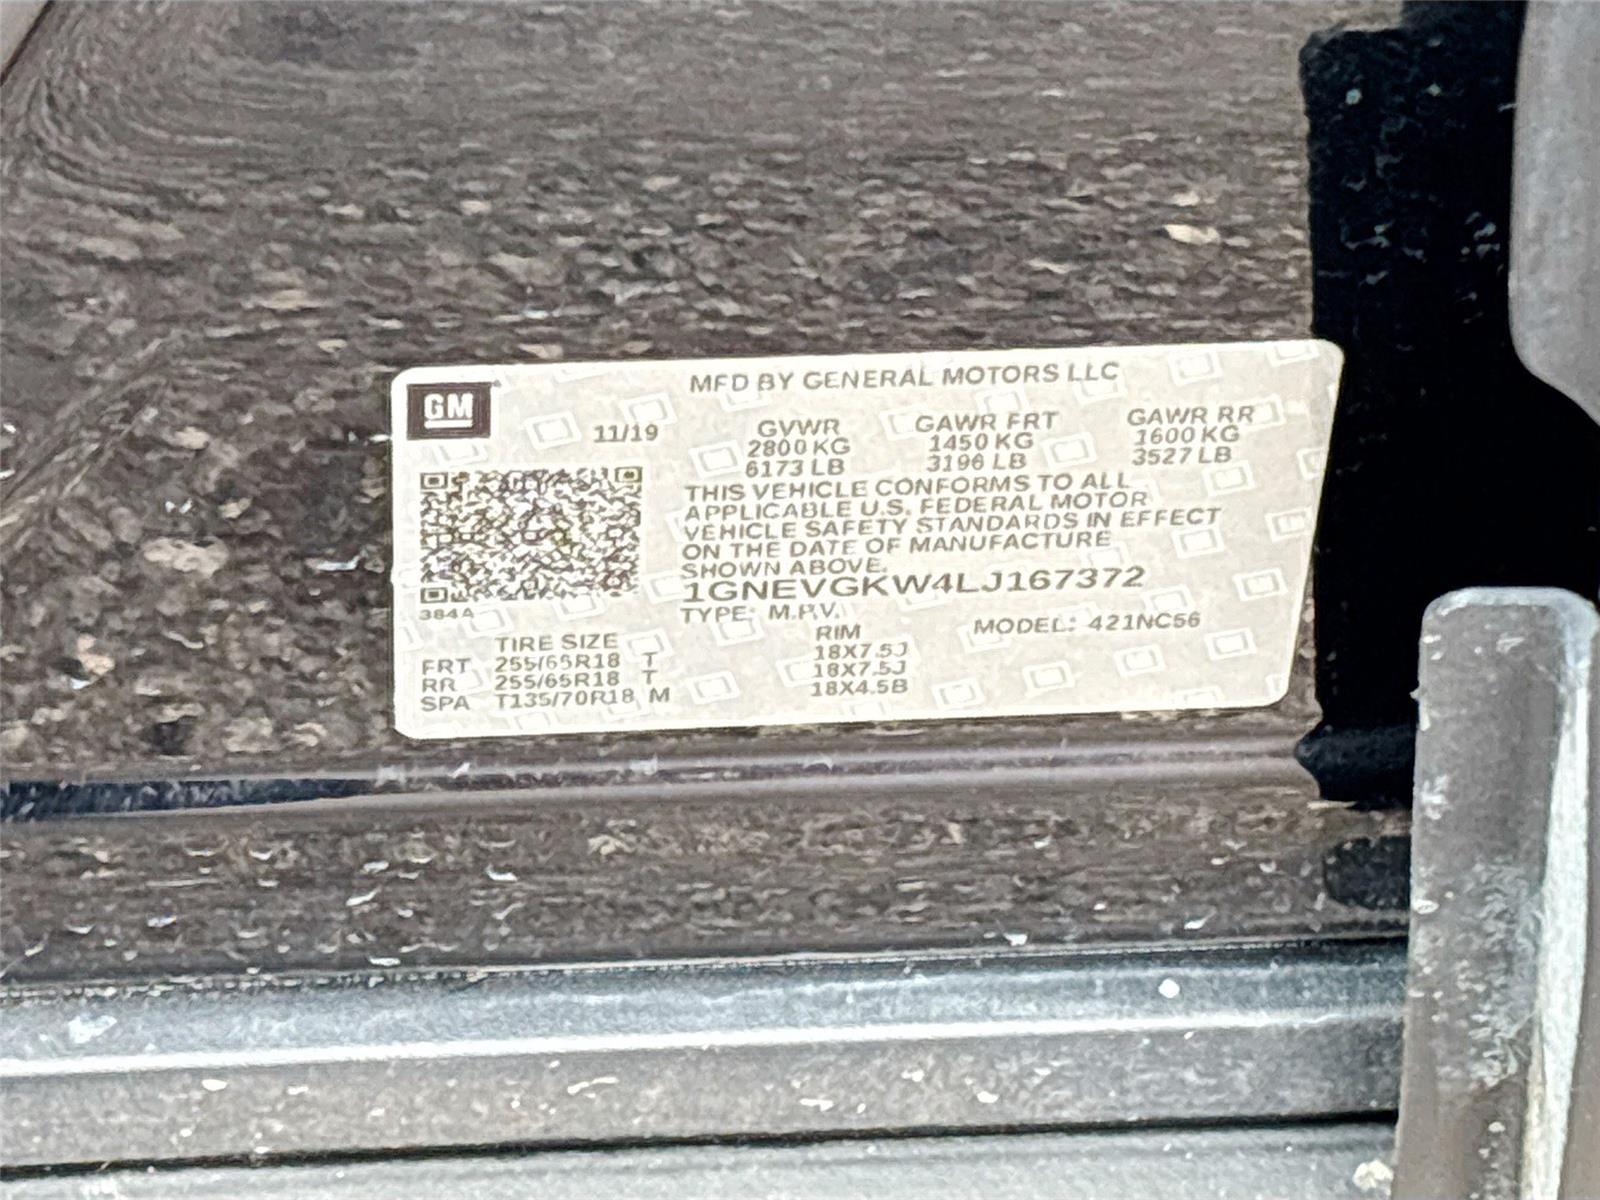 GM
MFD BY GENERAL MOTORS LLC
11/19
GVWR GAWR FRT GAWR RR
2800 KG 1450 KG 1600 KG
6173 LB 3196 LB 3527 LB
THIS VEHICLE CONFORMS TO ALL
APPLICABLE U.S. FEDERAL MOTOR
VEHICLE SAFETY STANDARDS IN EFFECT
ON THE DATE OF MANUFACTURE
SHOWN ABOVE.
1GNEVGKW4LJ167372
384A
TYPE: M.P.V. MODEL: 421NC56
TIRE SIZE RIM
FRT 255/65R18 T 18X7.5J
RR 255/65R18 T 18X7.5J
SPA T135/70R18 M 18X4.5B